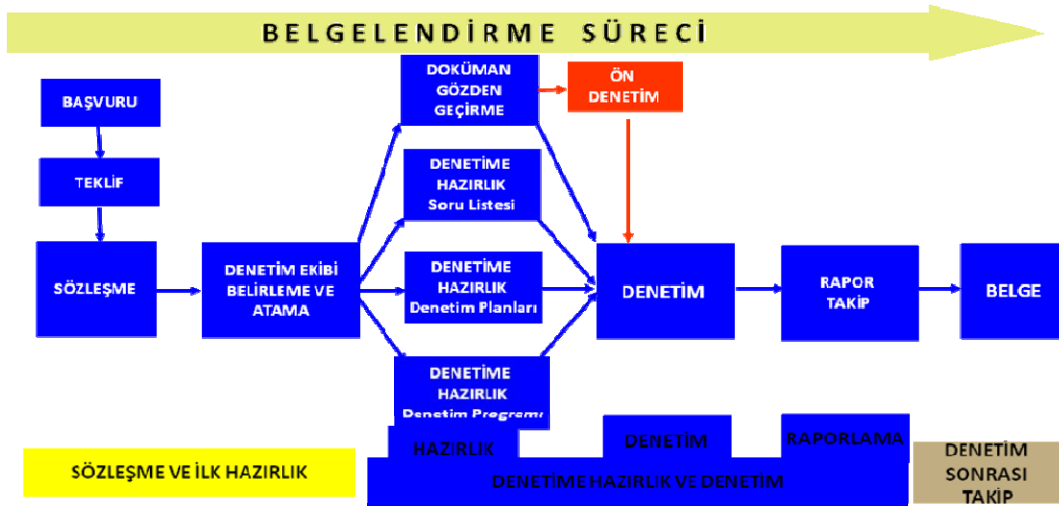 BELGELENDİRME SÜRECİ
BAŞVURU
TEKLİF
SÖZLEŞME
DENETİM EKİBİ
BELİRLEME VE
ATAMA
DOKÜMAN
GÖZDEN
GEÇİRME
ÖN
DENETİM
DENETİME
HAZIRLIK
Soru Listesi
DENETİME
HAZIRLIK
Denetim Planları
DENETİME
HAZIRLIK
Denetim Programı
DENETİM
RAPOR
TAKİP
BELGE
HAZIRLIK
DENETİM
RAPORLAMA
SÖZLEŞME VE İLK HAZIRLIK
DENETİME HAZIRLIK VE DENETİM
DENETİM
SONRASI
TAKİP